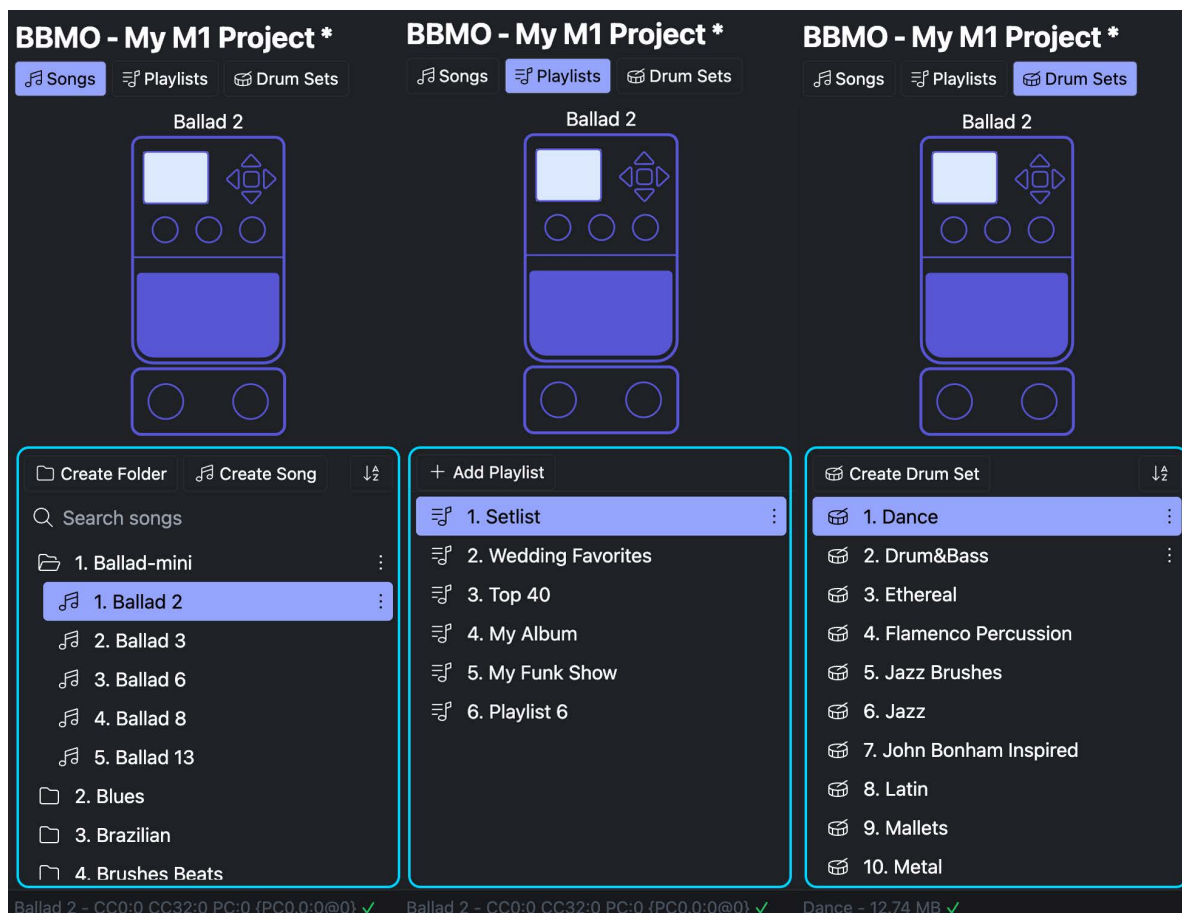 BBMO - My M1 Project *
Songs Playlists Drum Sets
Ballad 2
Create Folder Create Song
Search songs
1. Ballad-mini
1. Ballad 2
2. Ballad 3
3. Ballad 6
4. Ballad 8
5. Ballad 13
2. Blues
3. Brazilian
4. Brushes Beats
Ballad 2 - CC0:0 CC32:0 PC:0 {PC0.0:0@0} ✓
BBMO - My M1 Project *
Songs Playlists Drum Sets
Ballad 2
+ Add Playlist
1. Setlist
2. Wedding Favorites
3. Top 40
4. My Album
5. My Funk Show
6. Playlist 6
Ballad 2 - CC0:0 CC32:0 PC:0 {PC0.0:0@0} ✓
BBMO - My M1 Project *
Songs Playlists Drum Sets
Ballad 2
Create Drum Set
1. Dance
2. Drum&Bass
3. Ethereal
4. Flamenco Percussion
5. Jazz Brushes
6. Jazz
7. John Bonham Inspired
8. Latin
9. Mallets
10. Metal
Dance - 12.74 MB ✓